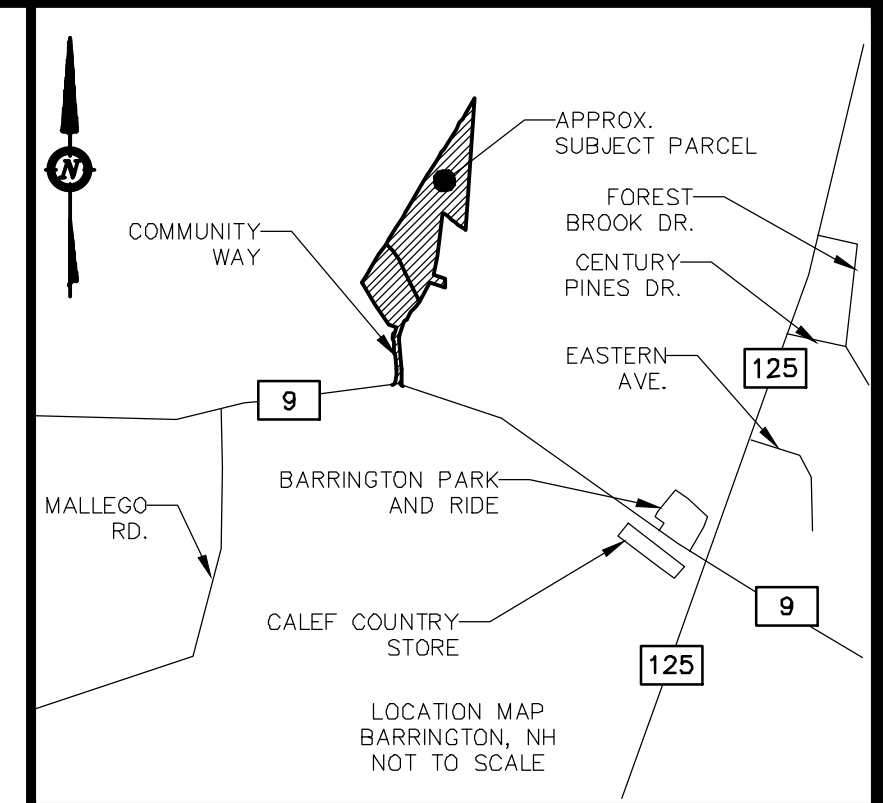 N
APPROX.
SUBJECT PARCEL
FOREST
BROOK DR.
COMMUNITY
WAY
CENTURY
PINES DR.
EASTERN
AVE.
125
9
BARRINGTON PARK
AND RIDE
MALLEGO
RD.
9
CALEF COUNTRY
STORE
125
LOCATION MAP
BARRINGTON, NH
NOT TO SCALE